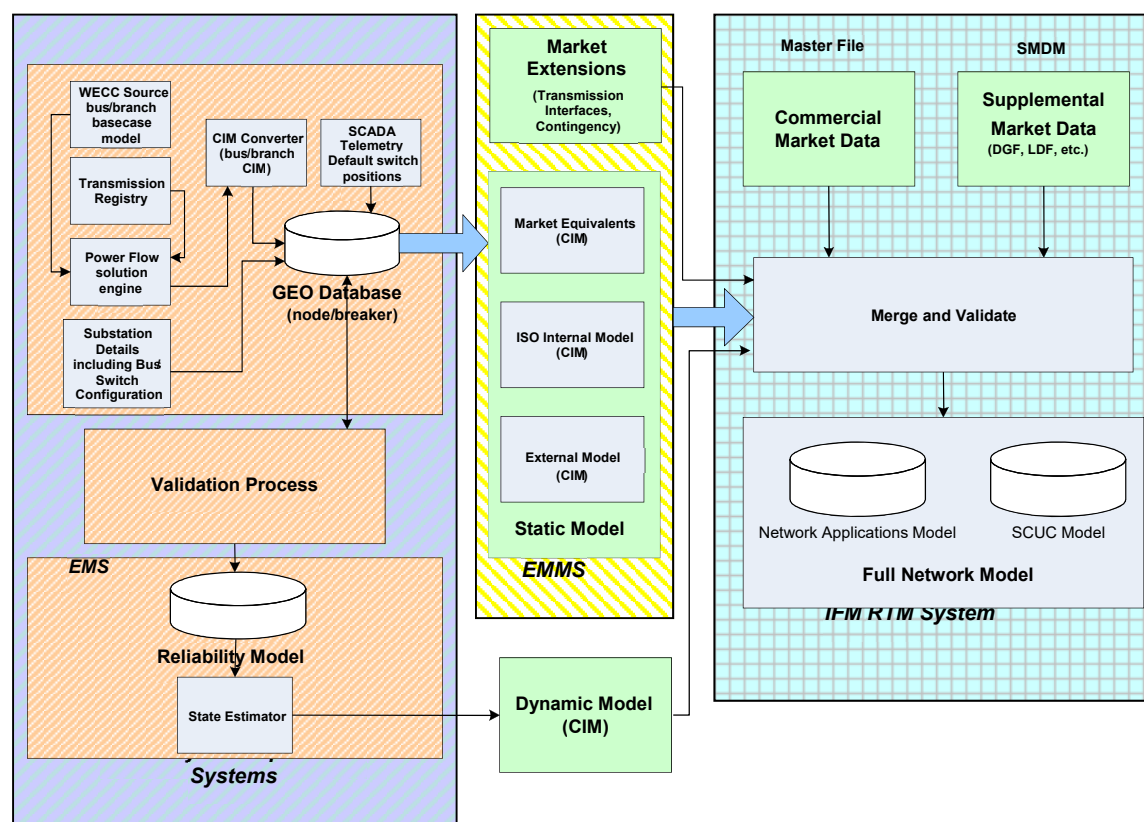 WECC Source
bus/branch
basecase
model
Transmission
Registry
Power Flow
solution
engine
Substation
Details
including Bus/
Switch
Configuration
CIM Converter
(bus/branch
CIM)
SCADA
Telemetry
Default switch
positions
GEO Database
(node/breaker)
Validation Process
EMS
Reliability Model
State Estimator
Systems
Market
Extensions
(Transmission
Interfaces,
Contingency)
Market Equivalents
(CIM)
ISO Internal Model
(CIM)
External Model
(CIM)
Static Model
EMMS
Dynamic Model
(CIM)
Master File
SMDM
Commercial
Market Data
Supplemental
Market Data
(DGF, LDF, etc.)
Merge and Validate
Network Applications Model
SCUC Model
Full Network Model
IFM RTM System